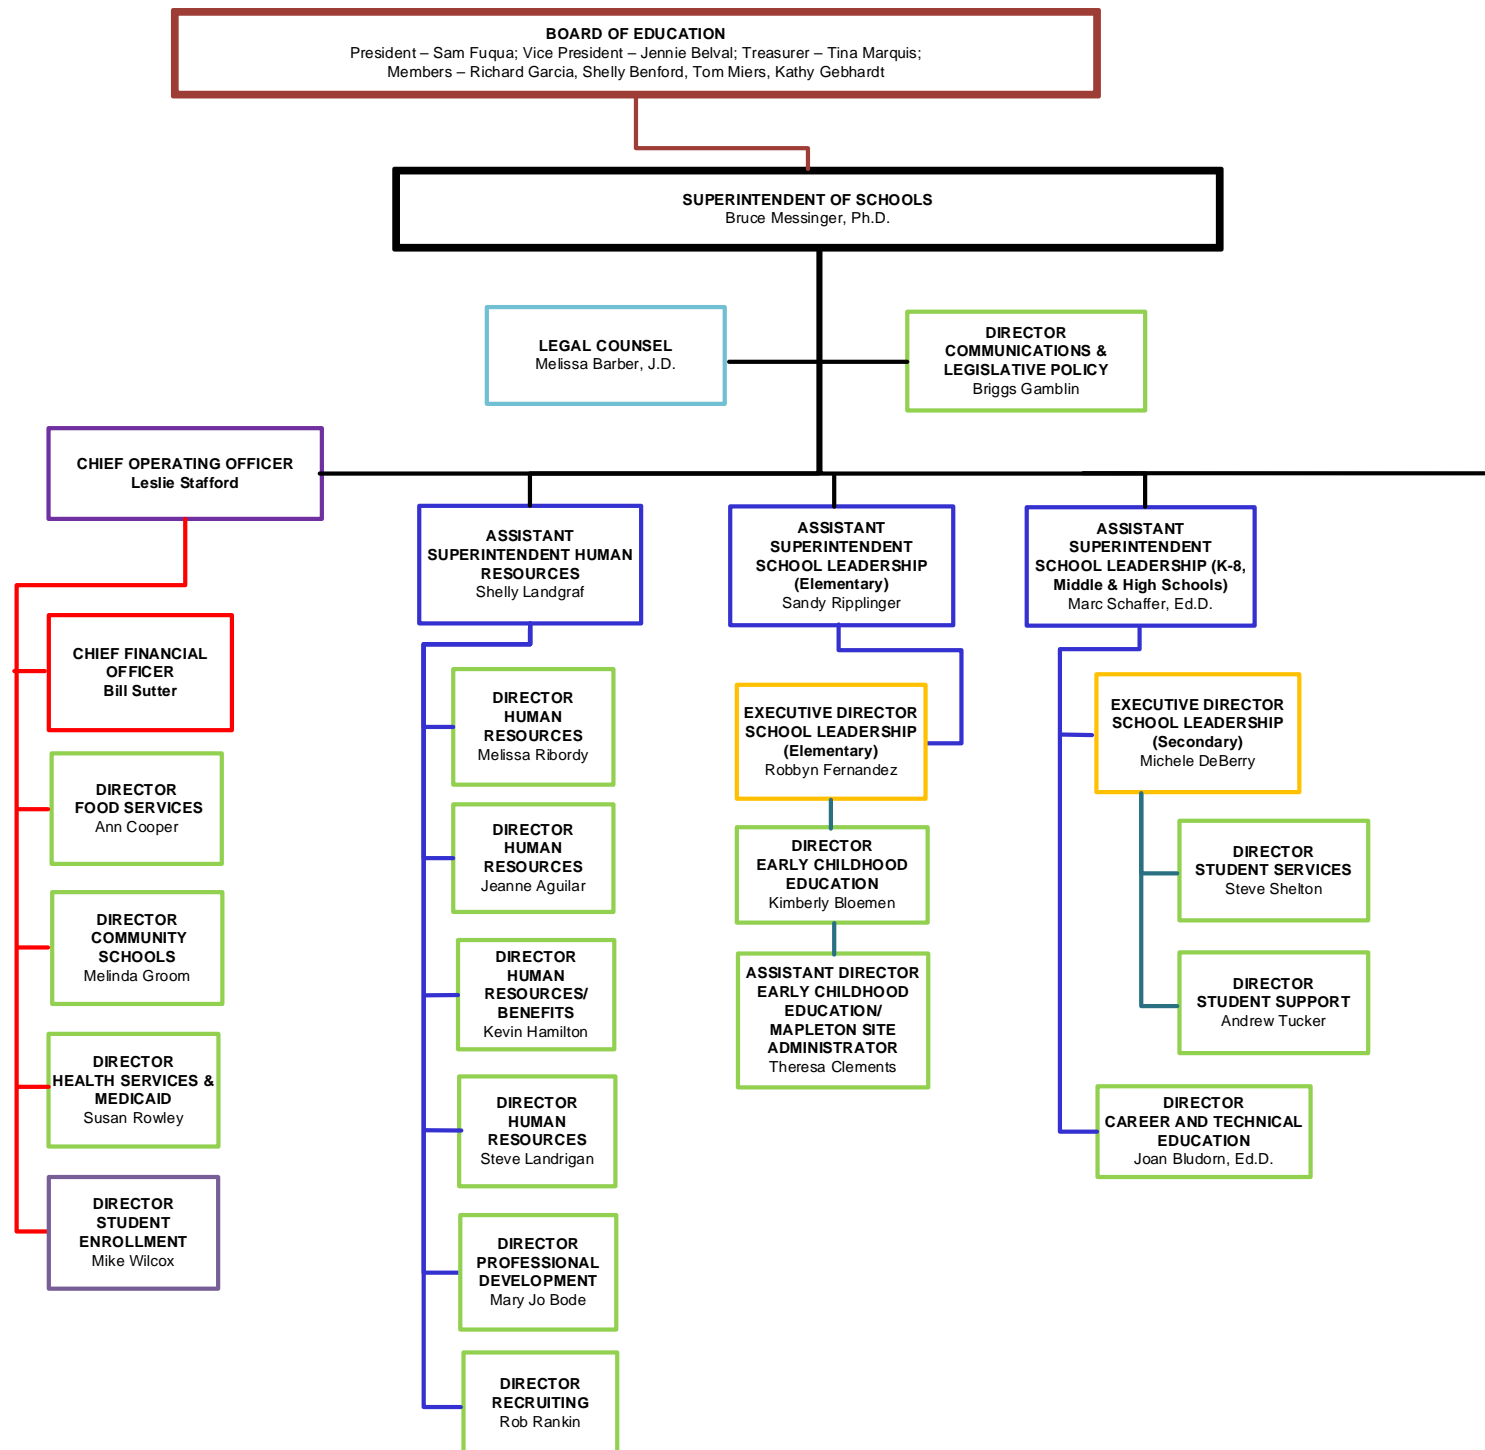 BOARD OF EDUCATION
President – Sam Fuqua; Vice President – Jennie Belval; Treasurer – Tina Marquis;
Members – Richard Garcia, Shelly Benford, Tom Miers, Kathy Gebhardt
SUPERINTENDENT OF SCHOOLS
Bruce Messinger, Ph.D.
LEGAL COUNSEL
Melissa Barber, J.D.
DIRECTOR
COMMUNICATIONS &
LEGISLATIVE POLICY
Briggs Gamblin
CHIEF OPERATING OFFICER
Leslie Stafford
CHIEF FINANCIAL
OFFICER
Bill Sutter
DIRECTOR
FOOD SERVICES
Ann Cooper
DIRECTOR
COMMUNITY
SCHOOLS
Melinda Groom
DIRECTOR
HEALTH SERVICES &
MEDICAID
Susan Rowley
DIRECTOR
STUDENT
ENROLLMENT
Mike Wilcox
ASSISTANT
SUPERINTENDENT HUMAN
RESOURCES
Shelly Landgraf
DIRECTOR
HUMAN
RESOURCES
Melissa Ribordy
DIRECTOR
HUMAN
RESOURCES
Jeanne Aguilar
DIRECTOR
HUMAN
RESOURCES/
BENEFITS
Kevin Hamilton
DIRECTOR
HUMAN
RESOURCES
Steve Landrigan
DIRECTOR
PROFESSIONAL
DEVELOPMENT
Mary Jo Bode
DIRECTOR
RECRUITING
Rob Rankin
ASSISTANT
SUPERINTENDENT
SCHOOL LEADERSHIP
(Elementary)
Sandy Ripplinger
EXECUTIVE DIRECTOR
SCHOOL LEADERSHIP
(Elementary)
Robbyn Fernandez
DIRECTOR
EARLY CHILDHOOD
EDUCATION
Kimberly Bloemen
ASSISTANT DIRECTOR
EARLY CHILDHOOD
EDUCATION/
MAPLETON SITE
ADMINISTRATOR
Theresa Clements
ASSISTANT
SUPERINTENDENT
SCHOOL LEADERSHIP (K-8,
Middle & High Schools)
Marc Schaffer, Ed.D.
EXECUTIVE DIRECTOR
SCHOOL LEADERSHIP
(Secondary)
Michele DeBerry
DIRECTOR
STUDENT SERVICES
Steve Shelton
DIRECTOR
STUDENT SUPPORT
Andrew Tucker
DIRECTOR
CAREER AND TECHNICAL
EDUCATION
Joan Bludorn, Ed.D.